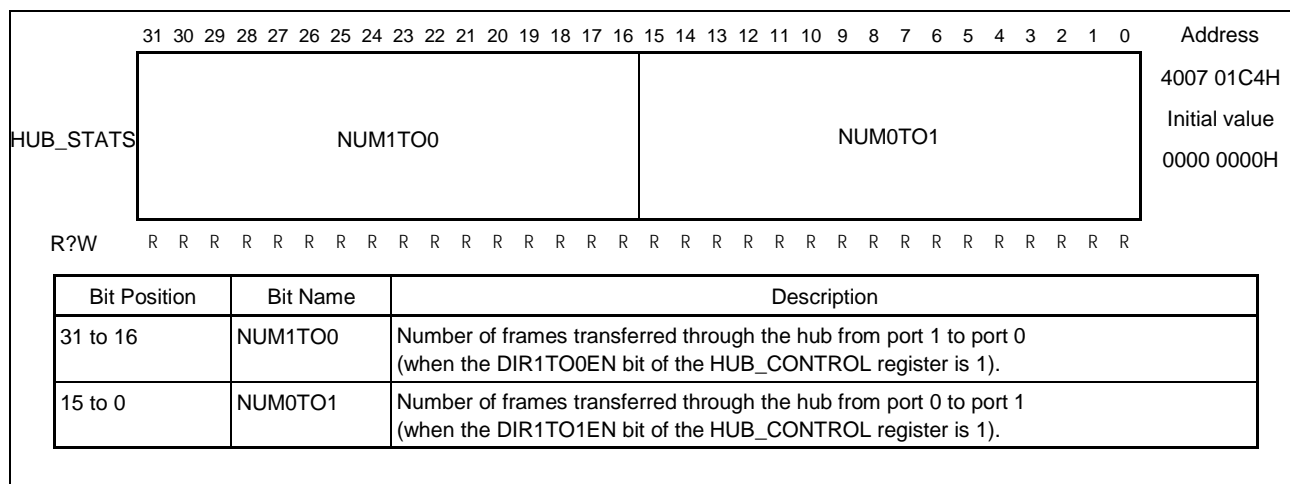 31 30 29 28 27 26 25 24 23 22 21 20 19 18 17 16 15 14 13 12 11 10 9 8 7 6 5 4 3 2 1 0 Address
4007 01C4H
Initial value
HUB_STATS NUM1TO0 NUM0TO1
0000 0000H
R?W R R R R R R R R R R R R R R R R R R R R R R R R R R R R R R R R
Bit Position Bit Name Description
31 to 16 NUM1TO0 Number of frames transferred through the hub from port 1 to port 0
(when the DIR1TO0EN bit of the HUB_CONTROL register is 1).
15 to 0 NUM0TO1 Number of frames transferred through the hub from port 0 to port 1
(when the DIR1TO1EN bit of the HUB_CONTROL register is 1).